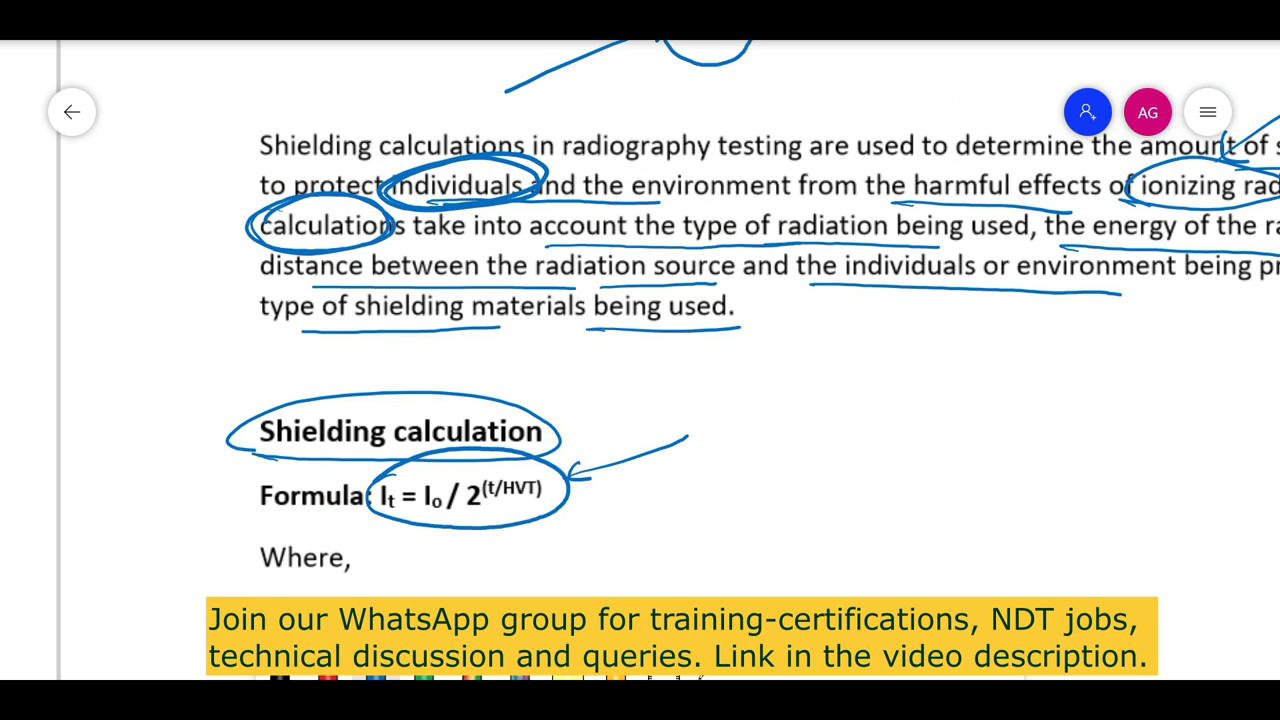 AG
Shielding calculations in radiography testing are used to determine the amount of
to protect individuals and the environment from the harmful effects of ionizing
calculations take into account the type of radiation being used, the energy of the
distance between the radiation source and the individuals or environment being
type of shielding materials being used.
Shielding calculation
Formula: It = Io / 2(t/HVT)
Where,
Join our WhatsApp group for training-certifications, NDT jobs,
technical discussion and queries. Link in the video description.